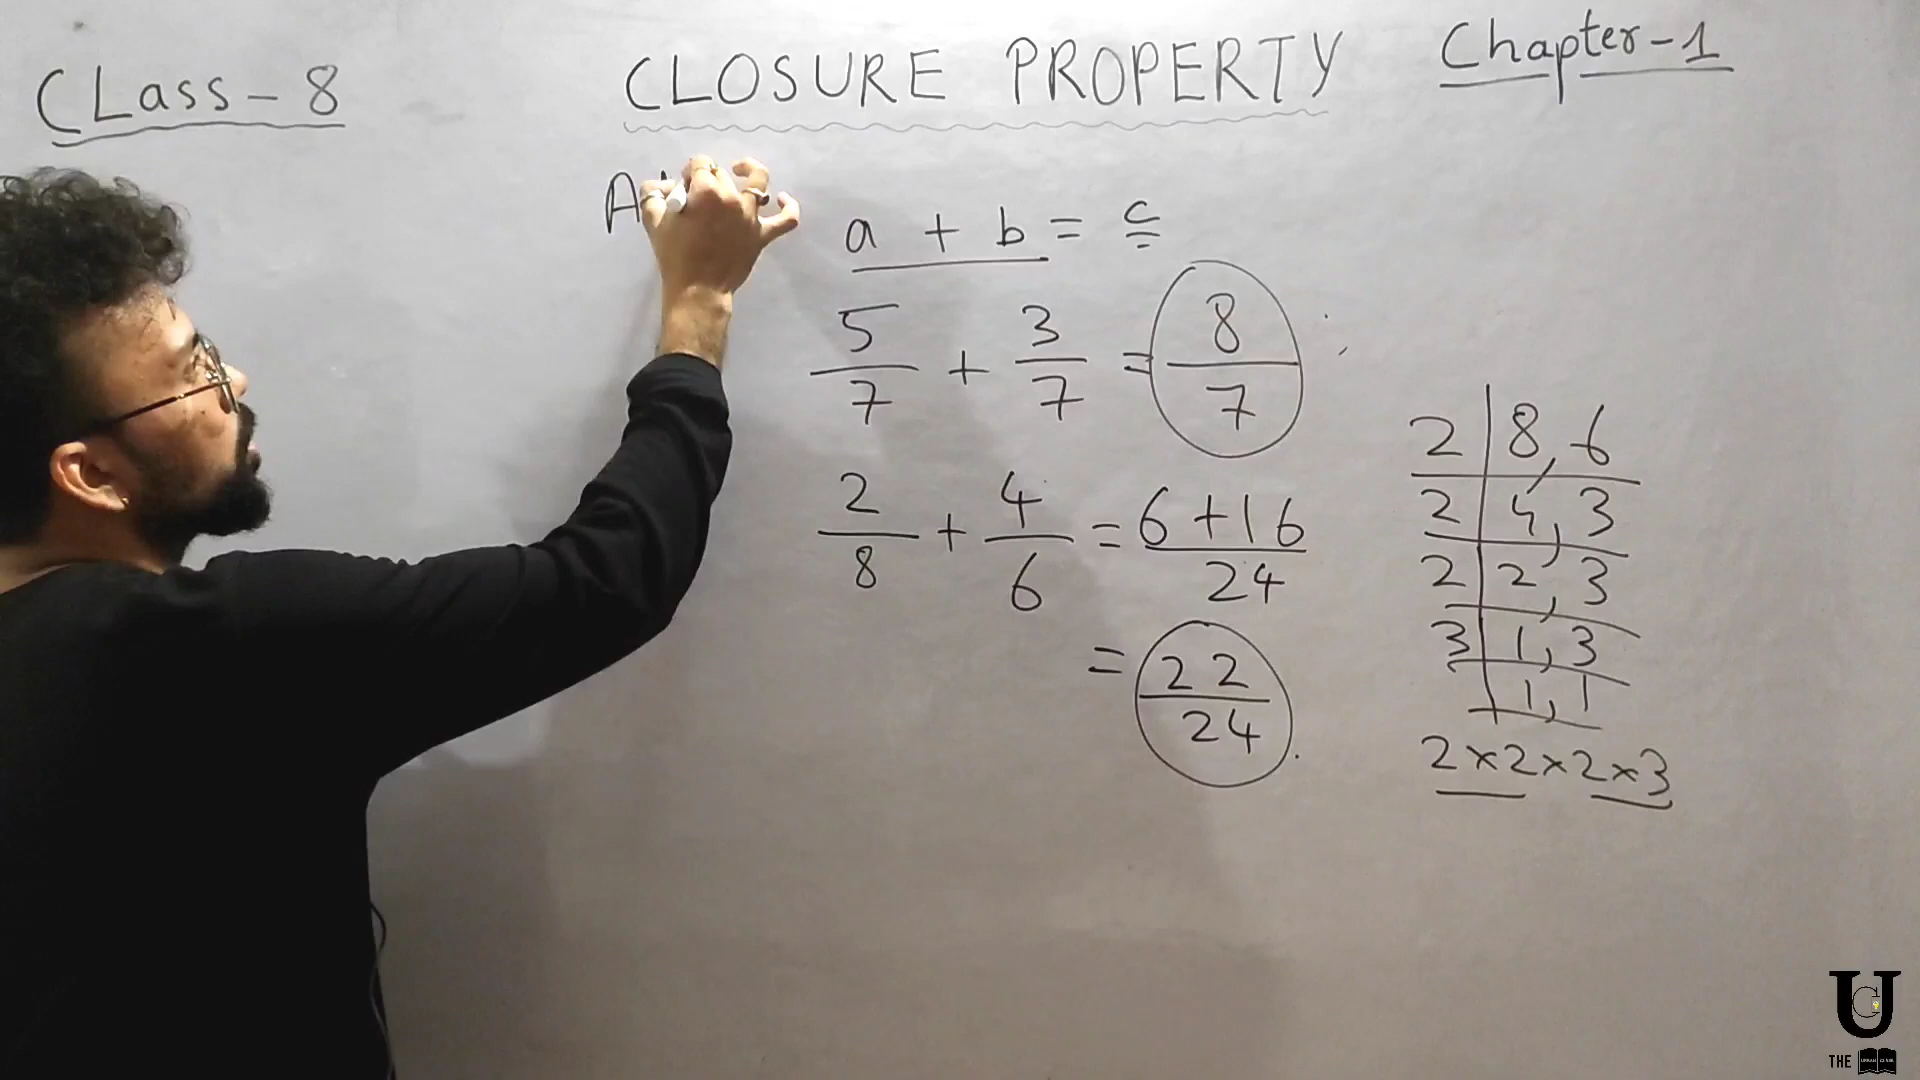 CLass-8
CLOSURE PROPERTY
Chapter-1
a + b = c
5/7 + 3/7 = 8/7
2/8 + 4/6 = 6+16/24
= 22/24
2 | 8, 6
2 | 4, 3
2 | 2, 3
3 | 1, 3
1, 1
2×2×2×3
U
THE